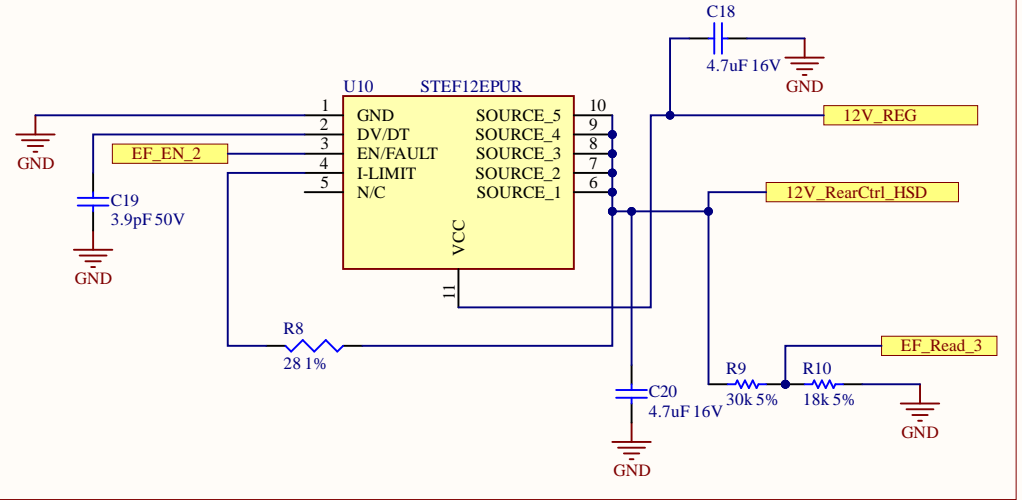 C18
4.7uF 16V
GND
U10
STEF12EPUR
1
GND
SOURCE_5
10
12V_REG
2
DV/DT
SOURCE_4
9
EF_EN_2
3
EN/FAULT
SOURCE_3
8
GND
4
I-LIMIT
SOURCE_2
7
5
N/C
SOURCE_1
6
12V_RearCtrl_HSD
C19
3.9pF 50V
VCC
GND
11
R8
28 1%
EF_Read_3
R9
30k 5%
R10
18k 5%
C20
4.7uF 16V
GND
GND